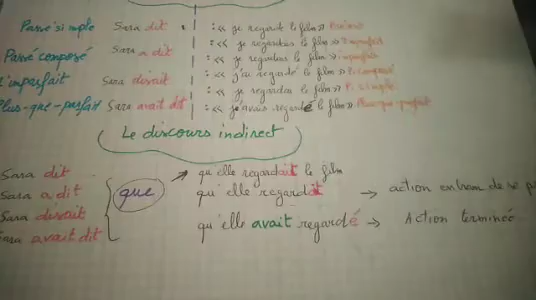 Passé simple Sara dit : « je regarde le film » Présent
: « je regardais le film » imparfait
Passé composé Sara a dit : « je regardais le film » imparfait
L'imparfait Sara disait : « j'ai regardé le film » P. composé
: « je regardai le film » P. simple
Plus-que-parfait Sara avait dit : « j'avais regardé le film » Plus-que-parfait
Le discours indirect
Sara dit
Sara a dit
Sara disait
Sara avait dit
que
qu'elle regardait le film
qu'elle regardait → action en train de se
qu'elle avait regardé → Action terminée